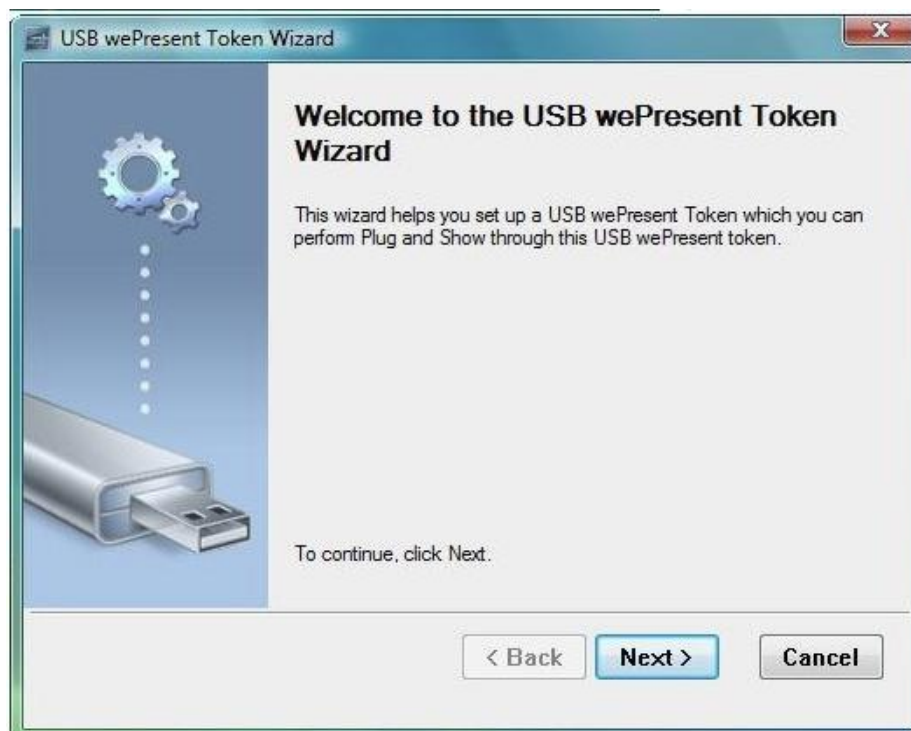 USB wePresent Token Wizard
Welcome to the USB wePresent Token
Wizard
This wizard helps you set up a USB wePresent Token which you can
perform Plug and Show through this USB wePresent token.
To continue, click Next.
< Back Next > Cancel